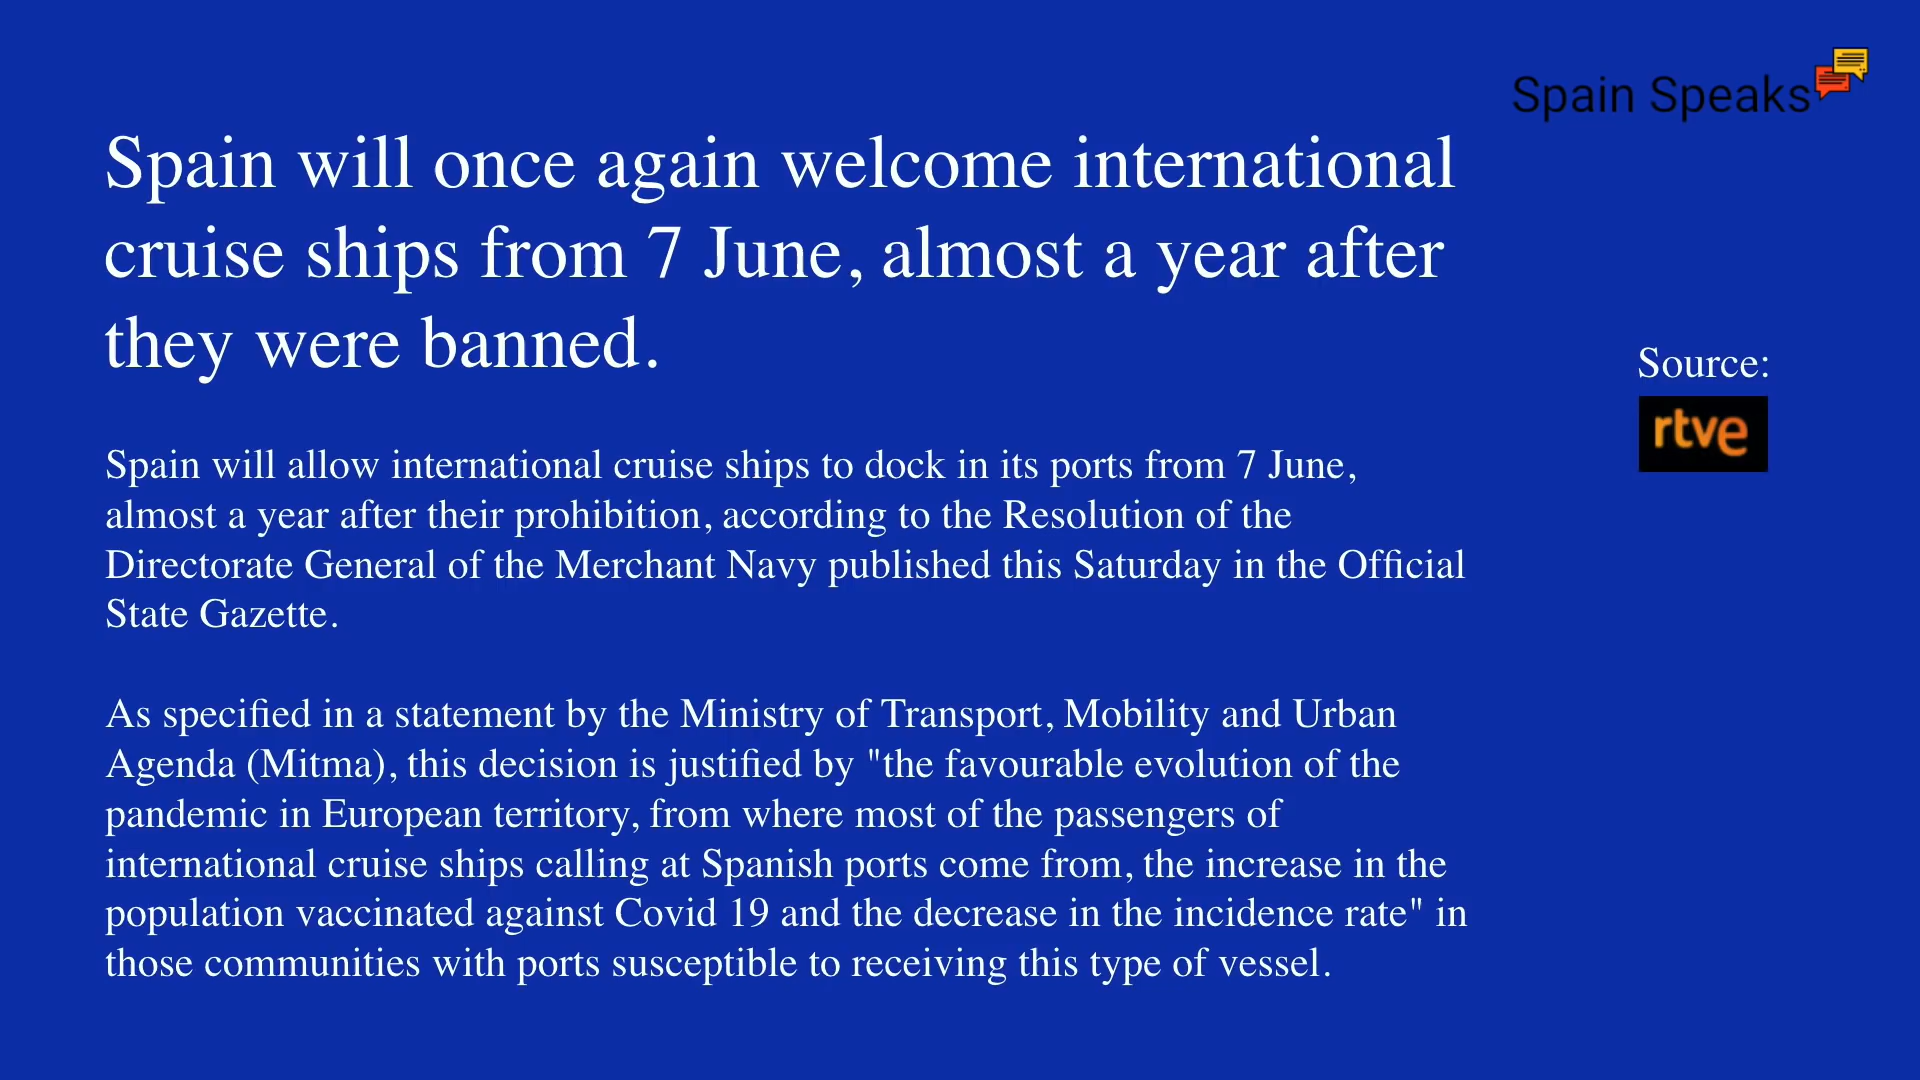 Spain Speaks
Spain will once again welcome international
cruise ships from 7 June, almost a year after
they were banned.
Source:
rtve
Spain will allow international cruise ships to dock in its ports from 7 June,
almost a year after their prohibition, according to the Resolution of the
Directorate General of the Merchant Navy published this Saturday in the Official
State Gazette.
As specified in a statement by the Ministry of Transport, Mobility and Urban
Agenda (Mitma), this decision is justified by "the favourable evolution of the
pandemic in European territory, from where most of the passengers of
international cruise ships calling at Spanish ports come from, the increase in the
population vaccinated against Covid 19 and the decrease in the incidence rate" in
those communities with ports susceptible to receiving this type of vessel.